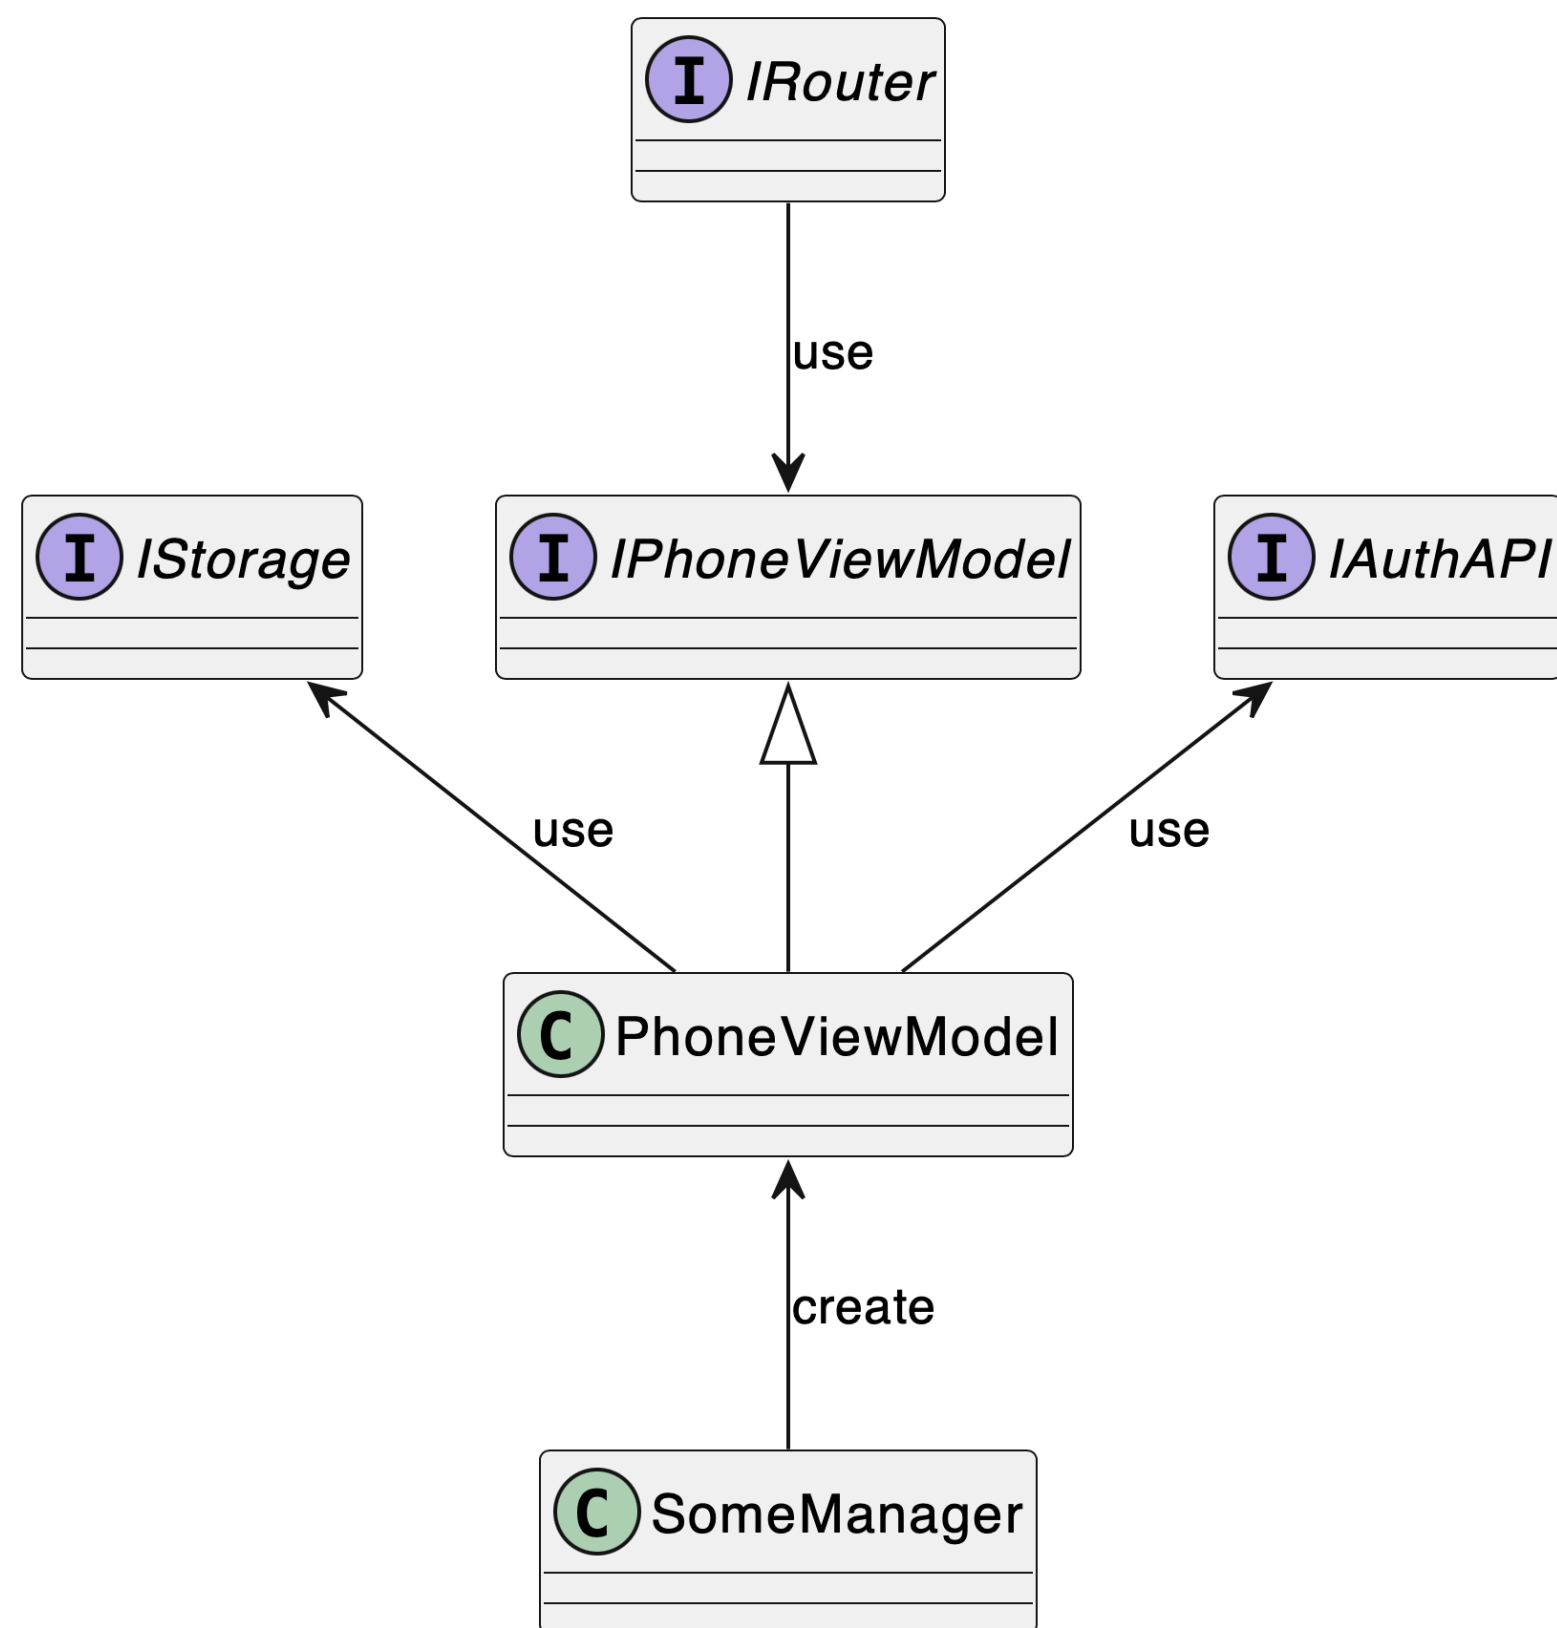 I IRouter
use
I IStorage
I IPhoneViewModel
I IAuthAPI
use
use
C PhoneViewModel
create
C SomeManager